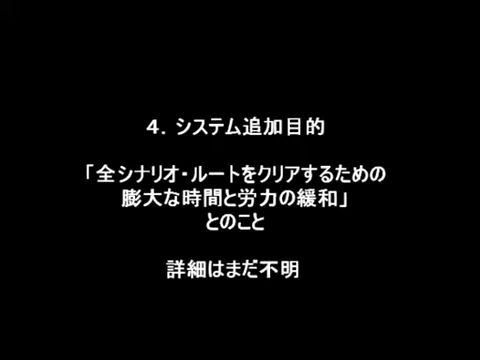 4. システム追加目的
「全シナリオ・ルートをクリアするための
膨大な時間と労力の緩和」
とのこと
詳細はまだ不明